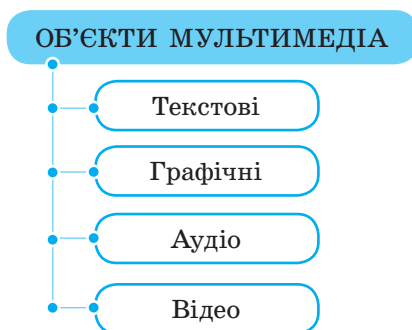 ОБ’ЄКТИ МУЛЬТИМЕДІА
Текстові
Графічні
Аудіо
Відео